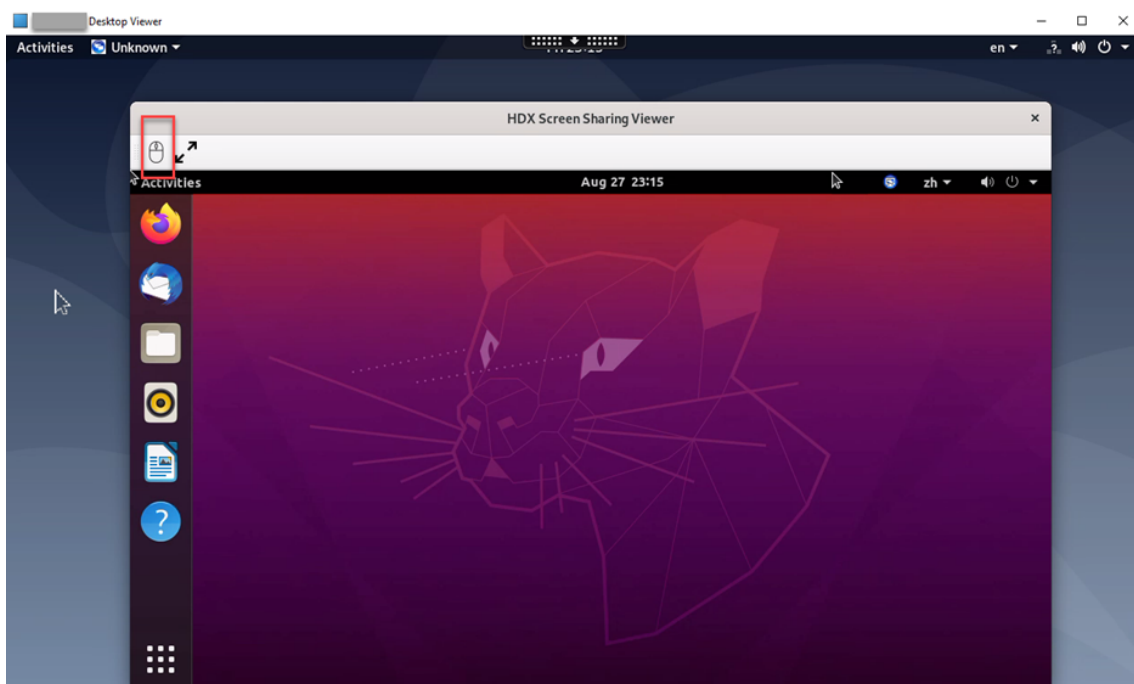 Desktop Viewer
Activities Unknown en
HDX Screen Sharing Viewer
Activities Aug 27 23:15 zh
?